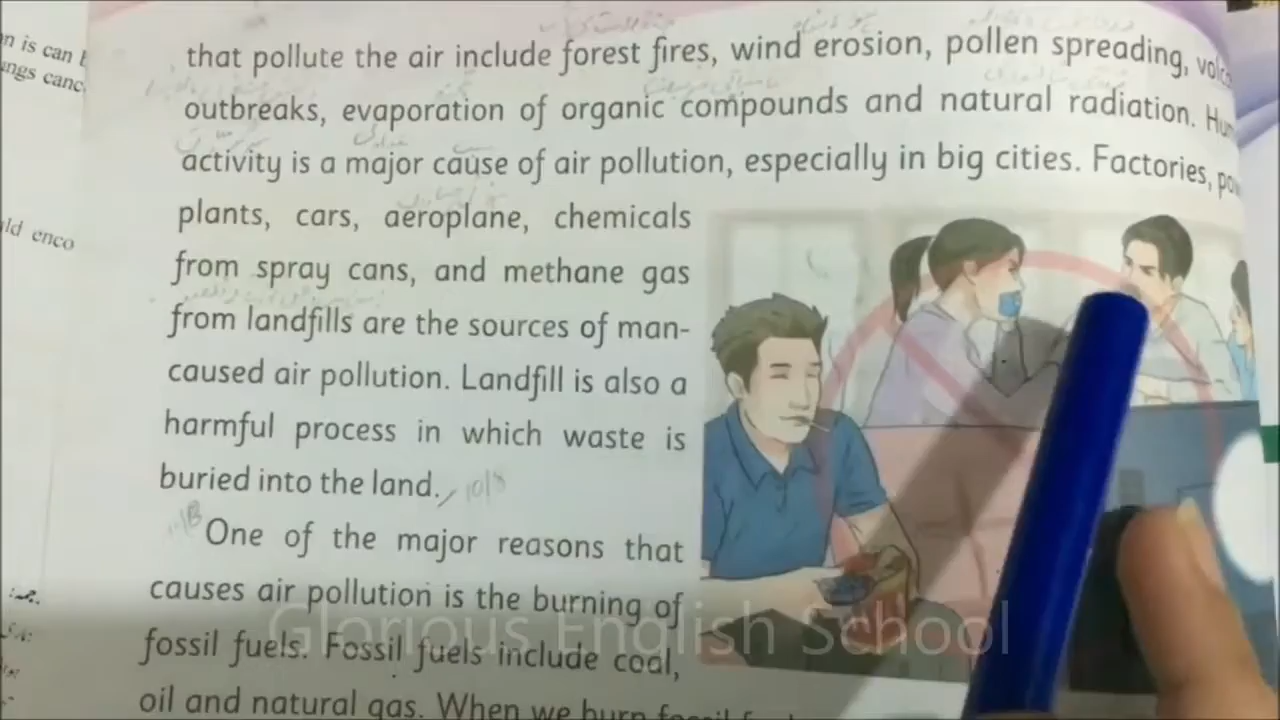 n is can
ings canc
ld enco
that pollute the air include forest fires, wind erosion, pollen spreading,
outbreaks, evaporation of organic compounds and natural radiation.
activity is a major cause of air pollution, especially in big cities. Factories,
plants, cars, aeroplane, chemicals
from spray cans, and methane gas
from landfills are the sources of man-
caused air pollution. Landfill is also a
harmful process in which waste is
buried into the land.
One of the major reasons that
causes air pollution is the burning of
fossil fuels. Fossil fuels include coal,
oil and natural gas. When we burn
Glorious English School